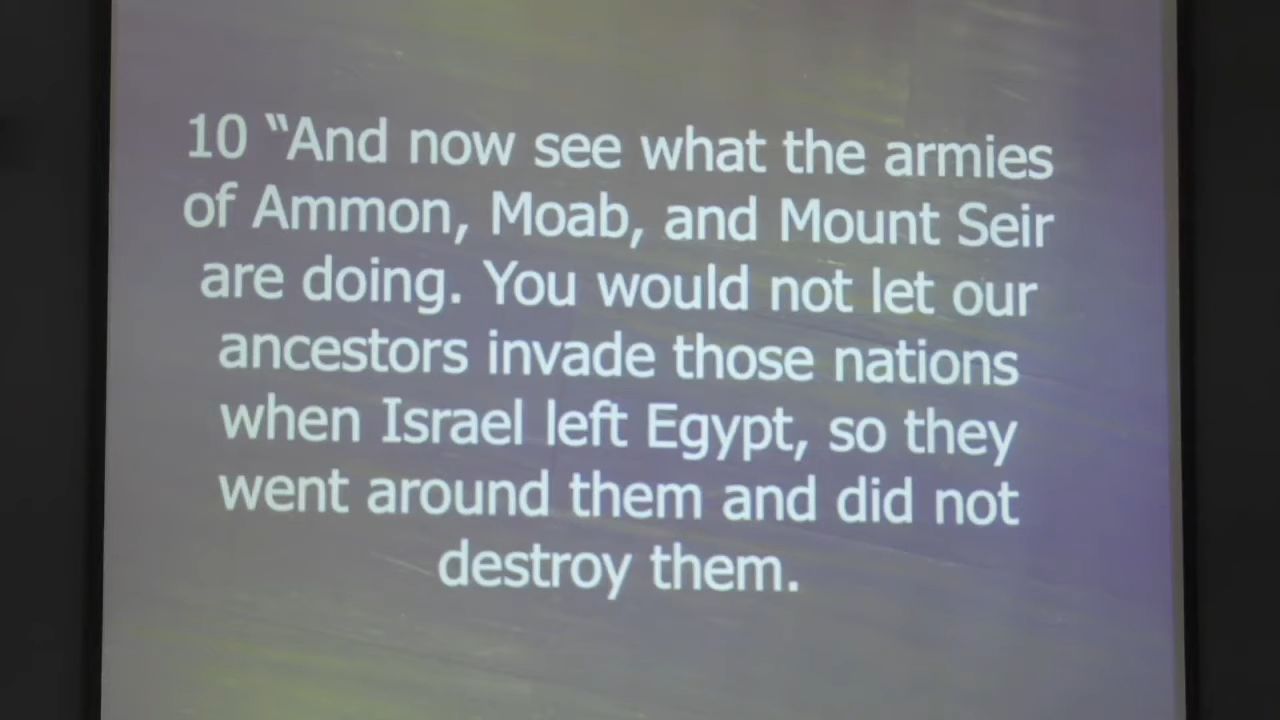 10 “And now see what the armies
of Ammon, Moab, and Mount Seir
are doing. You would not let our
ancestors invade those nations
when Israel left Egypt, so they
went around them and did not
destroy them.